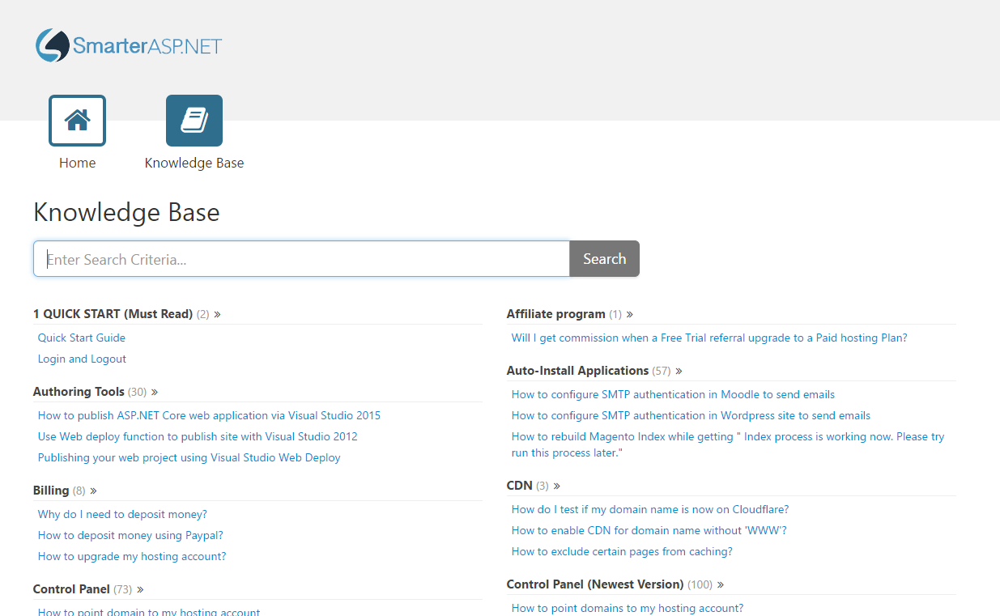 SmarterASP.NET
Home
Knowledge Base
Knowledge Base
Enter Search Criteria...
Search
1 QUICK START (Must Read) (2) »
Quick Start Guide
Login and Logout
Authoring Tools (30) »
How to publish ASP.NET Core web application via Visual Studio 2015
Use Web deploy function to publish site with Visual Studio 2012
Publishing your web project using Visual Studio Web Deploy
Billing (8) »
Why do I need to deposit money?
How to deposit money using Paypal?
How to upgrade my hosting account?
Control Panel (73) »
How to point domain to my hosting account
Affiliate program (1) »
Will I get commission when a Free Trial referral upgrade to a Paid hosting Plan?
Auto-Install Applications (57) »
How to configure SMTP authentication in Moodle to send emails
How to configure SMTP authentication in Wordpress site to send emails
How to rebuild Magento Index while getting " Index process is working now. Please try
run this process later."
CDN (3) »
How do I test if my domain name is now on Cloudflare?
How to enable CDN for domain name without 'WWW'?
How to exclude certain pages from caching?
Control Panel (Newest Version) (100) »
How to point domains to my hosting account?